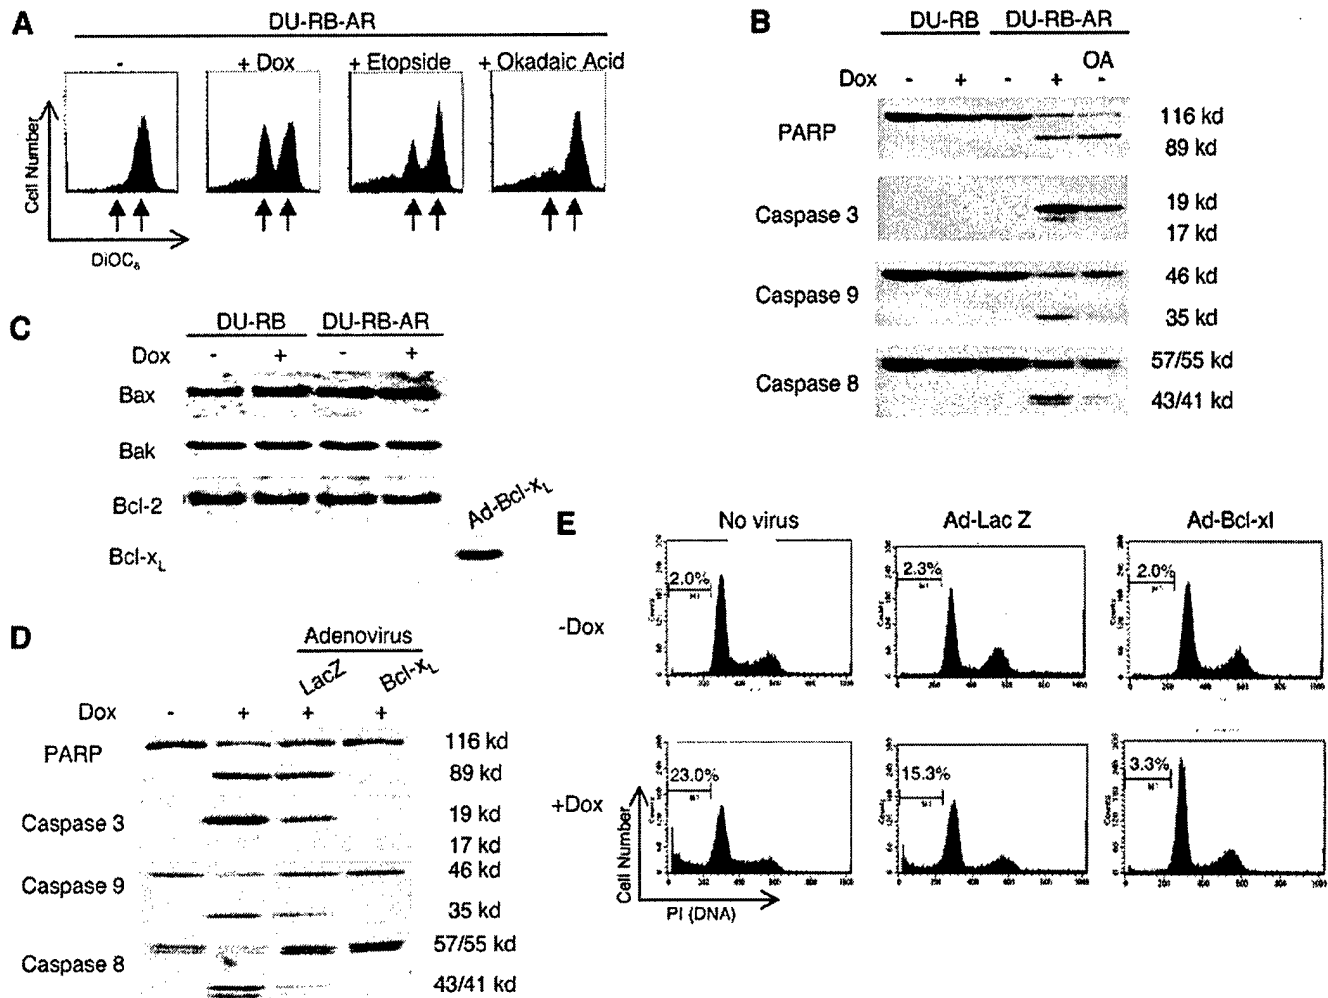 A
DU-RB-AR
- + Dox + Etopside + Okadaic Acid
Cell Number
DiOC6
B
DU-RB DU-RB-AR
OA
Dox - + - + -
PARP
116 kd
89 kd
Caspase 3
19 kd
17 kd
Caspase 9
46 kd
35 kd
Caspase 8
57/55 kd
43/41 kd
C
DU-RB DU-RB-AR
Dox - + - +
Bax
Bak
Bcl-2
Bcl-xL
Ad-Bcl-xL
D
Adenovirus
LacZ Bcl-xL
Dox - + + +
PARP
116 kd
89 kd
Caspase 3
19 kd
17 kd
Caspase 9
46 kd
35 kd
Caspase 8
57/55 kd
43/41 kd
E
No virus Ad-Lac Z Ad-Bcl-xl
-Dox
2.0% 2.3% 2.0%
+Dox
23.0% 15.3% 3.3%
Cell Number
PI (DNA)